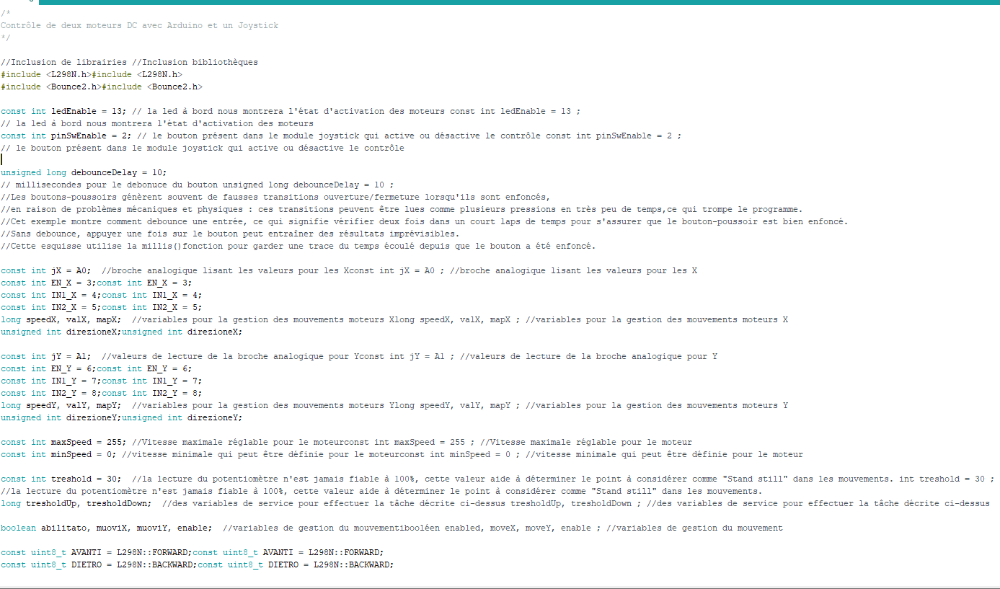 /*
Contrôle de deux moteurs DC avec Arduino et un Joystick
*/
//Inclusion de librairies //Inclusion bibliothèques
#include <L298N.h>#include <L298N.h>
#include <Bounce2.h>#include <Bounce2.h>
const int ledEnable = 13; // la led à bord nous montrera l'état d'activation des moteurs const int ledEnable = 13 ;
// la led à bord nous montrera l'état d'activation des moteurs
const int pinSwEnable = 2; // le bouton présent dans le module joystick qui active ou désactive le contrôle const int pinSwEnable = 2 ;
// le bouton présent dans le module joystick qui active ou désactive le contrôle
unsigned long debounceDelay = 10;
// millisecondes pour le debonuce du bouton unsigned long debounceDelay = 10 ;
//Les boutons-poussoirs génèrent souvent de fausses transitions ouverture/fermeture lorsqu'ils sont enfoncés,
//en raison de problèmes mécaniques et physiques : ces transitions peuvent être lues comme plusieurs pressions en très peu de temps,ce qui trompe le programme.
//Cet exemple montre comment debounce une entrée, ce qui signifie vérifier deux fois dans un court laps de temps pour s'assurer que le bouton-poussoir est bien enfoncé.
//Sans debounce, appuyer une fois sur le bouton peut entraîner des résultats imprévisibles.
//Cette esquisse utilise la millis()fonction pour garder une trace du temps écoulé depuis que le bouton a été enfoncé.
const int jX = A0;  //broche analogique lisant les valeurs pour les Xconst int jX = A0 ; //broche analogique lisant les valeurs pour les X
const int EN_X = 3;const int EN_X = 3;
const int IN1_X = 4;const int IN1_X = 4;
const int IN2_X = 5;const int IN2_X = 5;
long speedX, valX, mapX;  //variables pour la gestion des mouvements moteurs Xlong speedX, valX, mapX ; //variables pour la gestion des mouvements moteurs X
unsigned int direzioneX;unsigned int direzioneX;
const int jY = A1;  //valeurs de lecture de la broche analogique pour Yconst int jY = A1 ; //valeurs de lecture de la broche analogique pour Y
const int EN_Y = 6;const int EN_Y = 6;
const int IN1_Y = 7;const int IN1_Y = 7;
const int IN2_Y = 8;const int IN2_Y = 8;
long speedY, valY, mapY;  //variables pour la gestion des mouvements moteurs Ylong speedY, valY, mapY ; //variables pour la gestion des mouvements moteurs Y
unsigned int direzioneY;unsigned int direzioneY;
const int maxSpeed = 255; //Vitesse maximale réglable pour le moteurconst int maxSpeed = 255 ; //Vitesse maximale réglable pour le moteur
const int minSpeed = 0; //vitesse minimale qui peut être définie pour le moteurconst int minSpeed = 0 ; //vitesse minimale qui peut être définie pour le moteur
const int treshold = 30;  //la lecture du potentiomètre n'est jamais fiable à 100%, cette valeur aide à déterminer le point à considérer comme "Stand still" dans les mouvements. int treshold = 30 ;
//la lecture du potentiomètre n'est jamais fiable à 100%, cette valeur aide à déterminer le point à considérer comme "Stand still" dans les mouvements.
long tresholdUp, tresholdDown;  //des variables de service pour effectuer la tâche décrite ci-dessus tresholdUp, tresholdDown ; //des variables de service pour effectuer la tâche décrite ci-dessus
boolean abilitato, muoviX, muoviY, enable;  //variables de gestion du mouvementibooléen enabled, moveX, moveY, enable ; //variables de gestion du mouvement
const uint8_t AVANTI = L298N::FORWARD;const uint8_t AVANTI = L298N::FORWARD;
const uint8_t DIETRO = L298N::BACKWARD;const uint8_t DIETRO = L298N::BACKWARD;